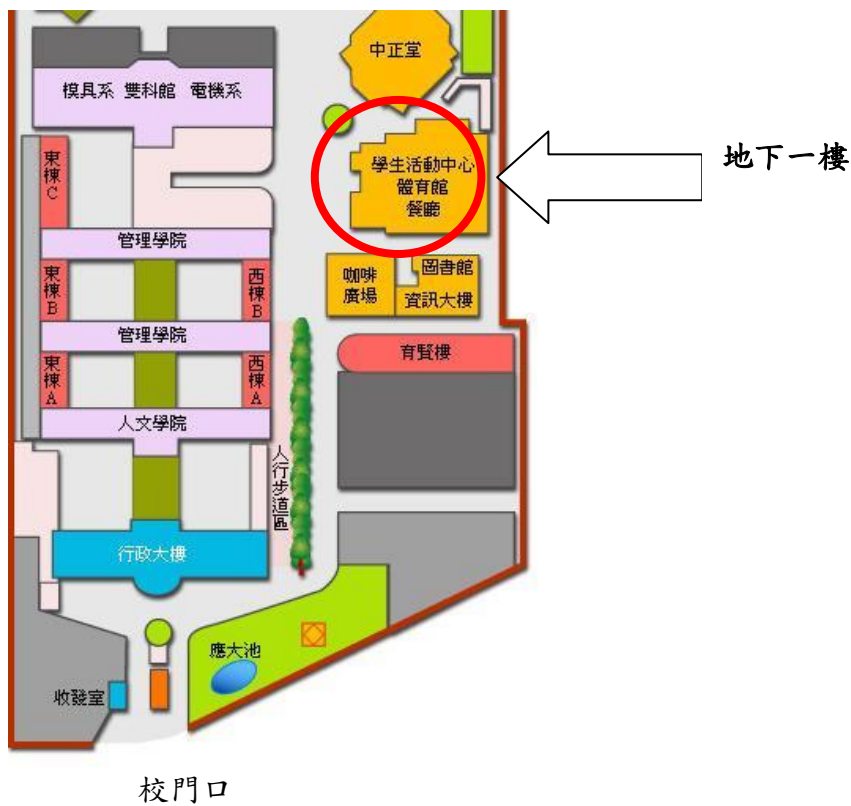 中正堂
模具系 雙科館 電機系
地下一樓
學生活動中心
體育館
餐廳
東棟C
管理學院
東棟B
西棟B
咖啡
廣場
圖書館
資訊大樓
管理學院
育賢樓
東棟A
西棟A
人文學院
人行步道區
行政大樓
應大池
收發室
校門口